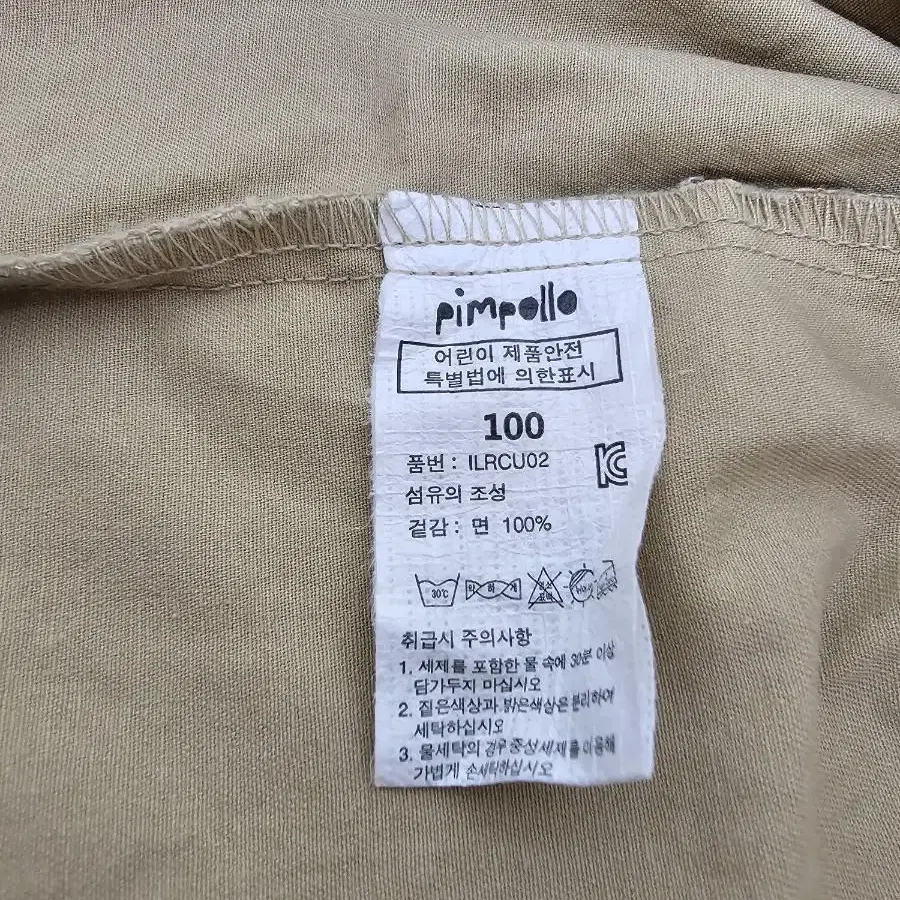 pimpollo
어린이 제품안전
특별법에 의한표시
100
품번 : ILRCU02
섬유의 조성
겉감 : 면 100%
30℃ 약 하 게
취급시 주의사항
1. 세제를 포함한 물 속에 30분 이상
담가두지 마십시오
2. 짙은색상과 밝은색상은 분리하여
세탁하십시오
3. 물세탁의 경우 중성세제를 이용해
가볍게 손세탁하십시오